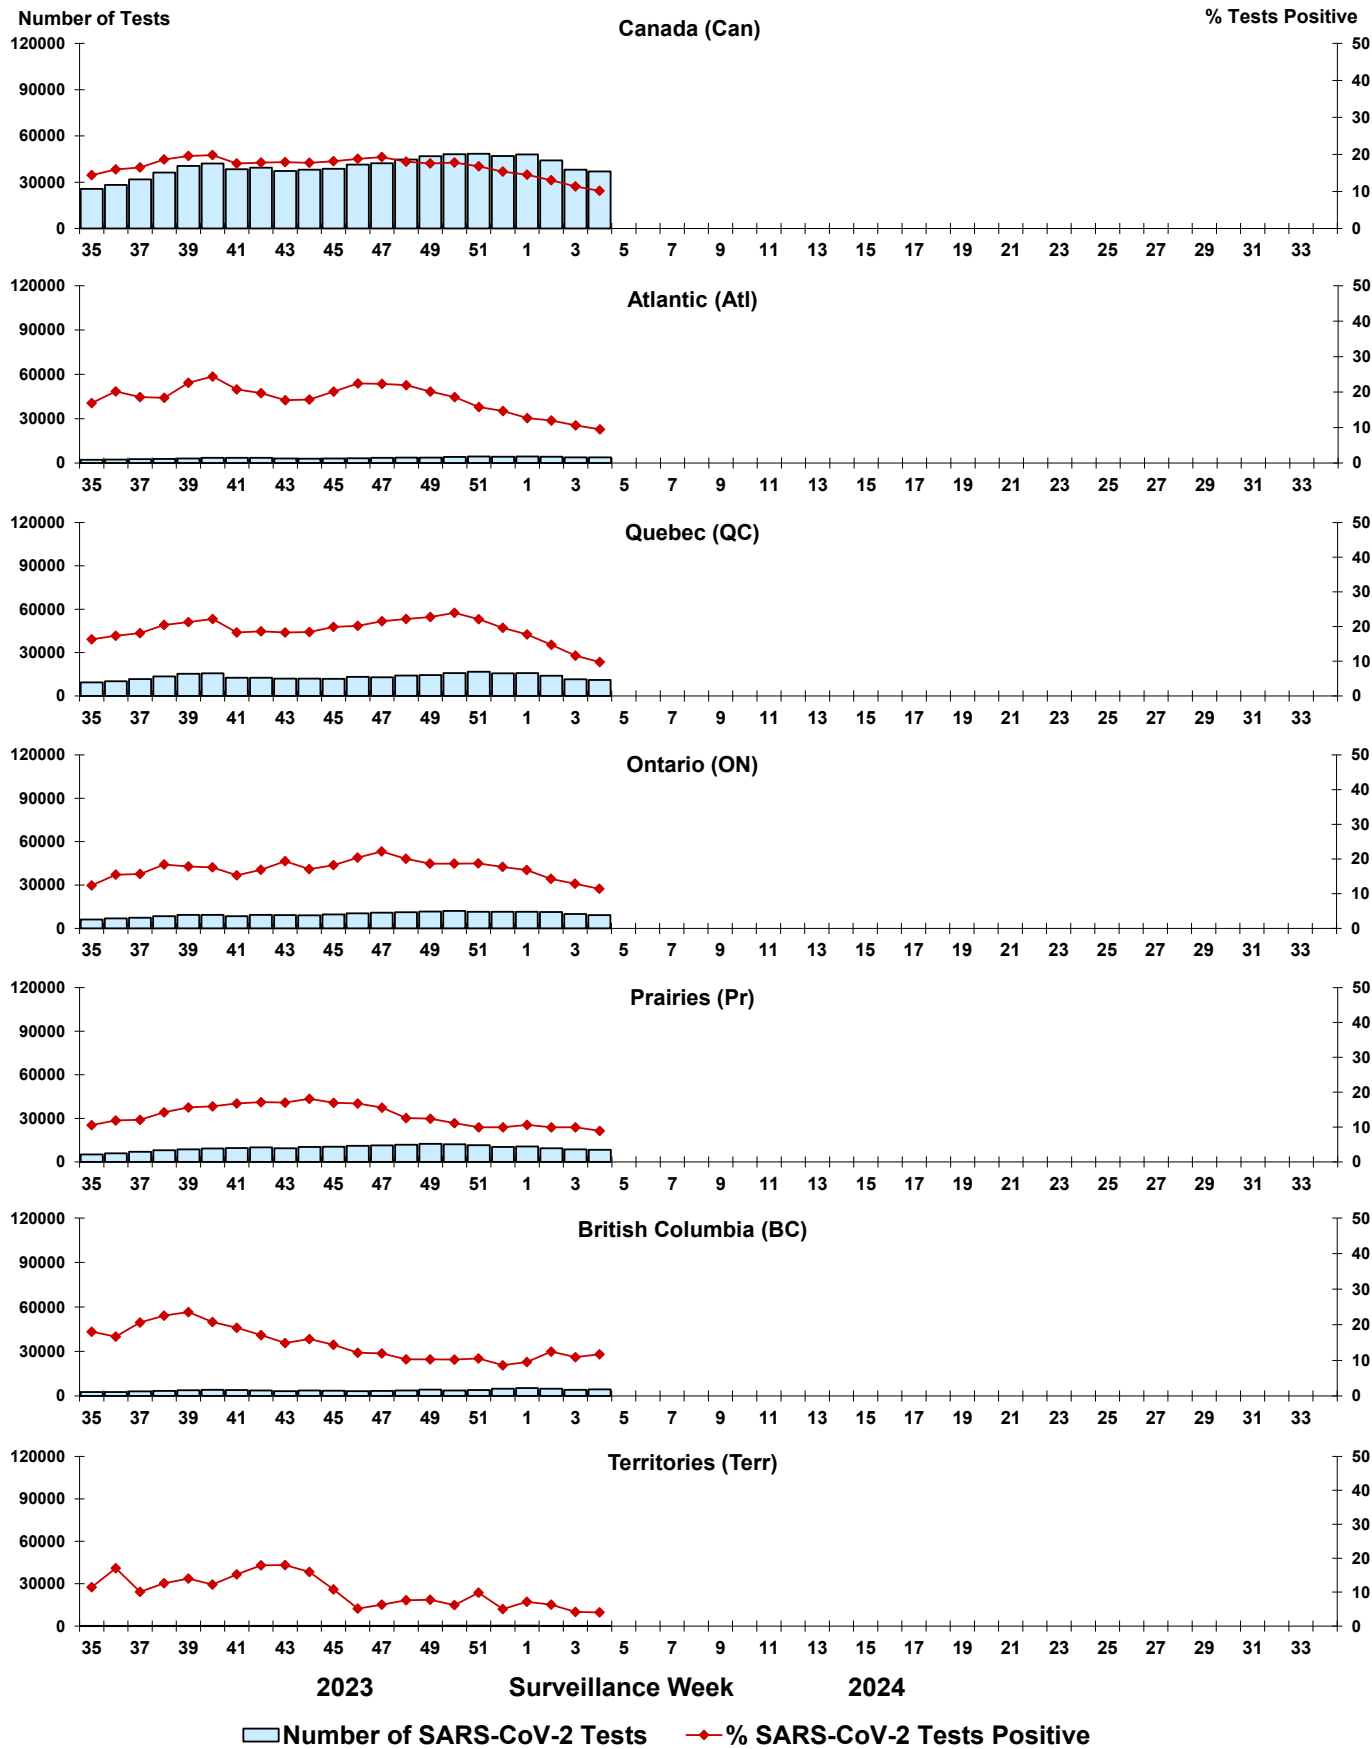 Number of Tests
% Tests Positive
Canada (Can)
120000 50
90000 40
60000 30
30000 20
0 10
0
35 37 39 41 43 45 47 49 51 1 3 5 7 9 11 13 15 17 19 21 23 25 27 29 31 33
Atlantic (Atl)
120000 50
90000 40
60000 30
30000 20
0 10
0
35 37 39 41 43 45 47 49 51 1 3 5 7 9 11 13 15 17 19 21 23 25 27 29 31 33
Quebec (QC)
120000 50
90000 40
60000 30
30000 20
0 10
0
35 37 39 41 43 45 47 49 51 1 3 5 7 9 11 13 15 17 19 21 23 25 27 29 31 33
Ontario (ON)
120000 50
90000 40
60000 30
30000 20
0 10
0
35 37 39 41 43 45 47 49 51 1 3 5 7 9 11 13 15 17 19 21 23 25 27 29 31 33
Prairies (Pr)
120000 50
90000 40
60000 30
30000 20
0 10
0
35 37 39 41 43 45 47 49 51 1 3 5 7 9 11 13 15 17 19 21 23 25 27 29 31 33
British Columbia (BC)
120000 50
90000 40
60000 30
30000 20
0 10
0
35 37 39 41 43 45 47 49 51 1 3 5 7 9 11 13 15 17 19 21 23 25 27 29 31 33
Territories (Terr)
120000 50
90000 40
60000 30
30000 20
0 10
0
35 37 39 41 43 45 47 49 51 1 3 5 7 9 11 13 15 17 19 21 23 25 27 29 31 33
2023 Surveillance Week 2024
Number of SARS-CoV-2 Tests % SARS-CoV-2 Tests Positive